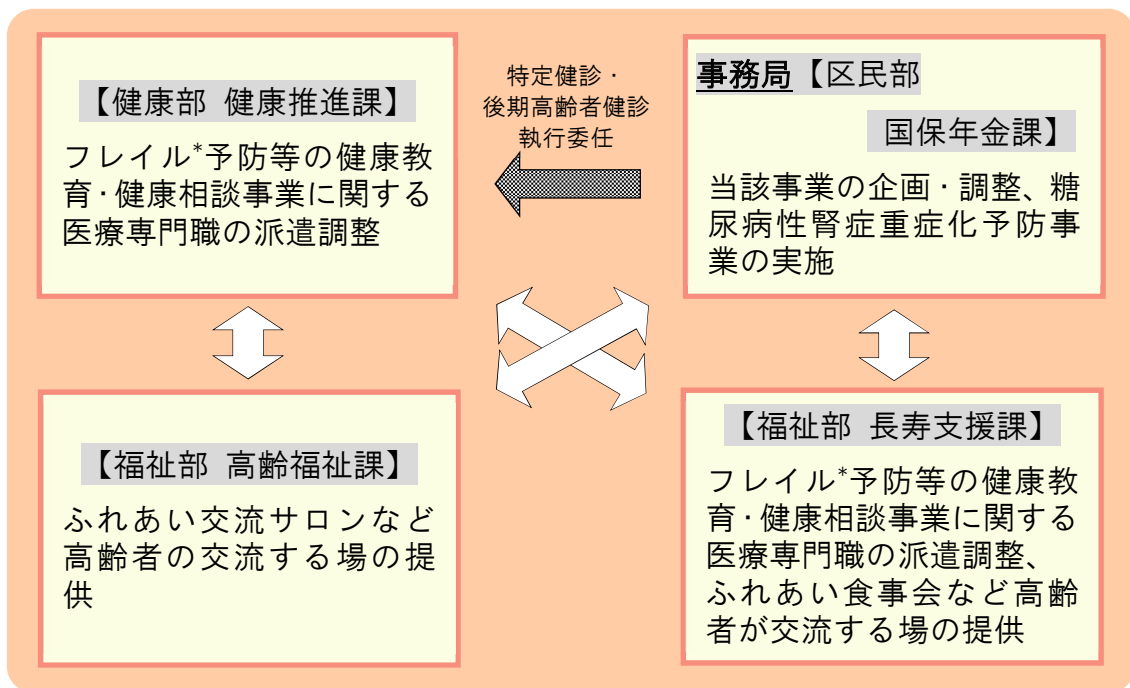 【健康部 健康推進課】
フレイル*予防等の健康教
育・健康相談事業に関する
医療専門職の派遣調整
特定健診・
後期高齢者健診
執行委任
事務局【区民部
国保年金課】
当該事業の企画・調整、糖
尿病性腎症重症化予防事
業の実施
【福祉部 高齢福祉課】
ふれあい交流サロンなど
高齢者の交流する場の提
供
【福祉部 長寿支援課】
フレイル*予防等の健康教
育・健康相談事業に関する
医療専門職の派遣調整、
ふれあい食事会など高齢
者が交流する場の提供